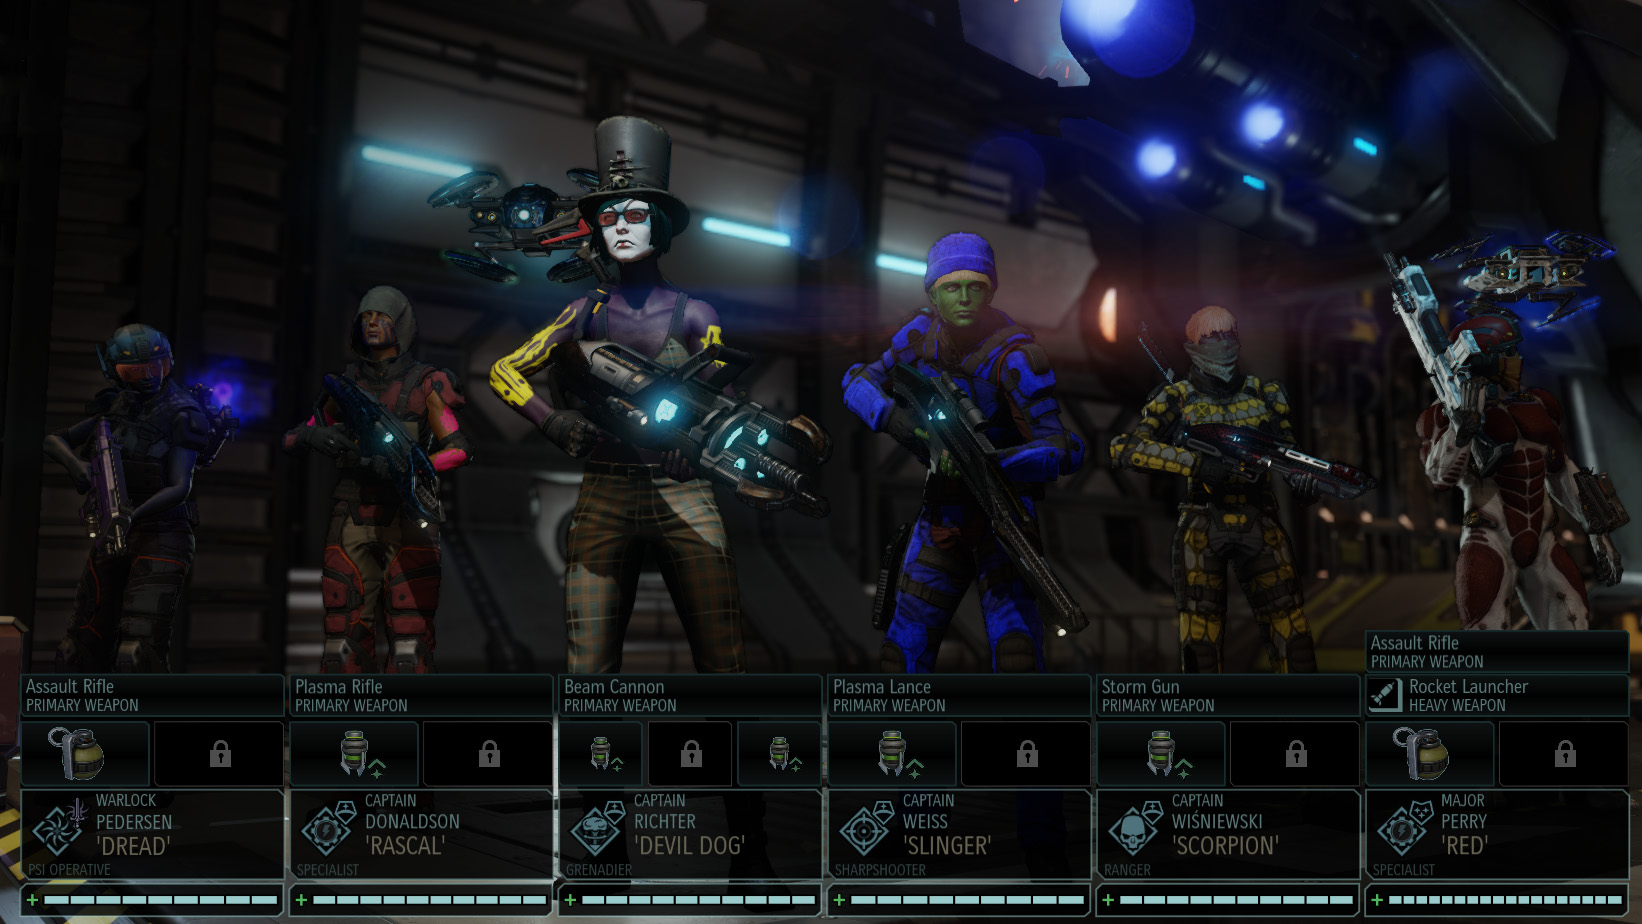 Assault Rifle
PRIMARY WEAPON
WARLOCK
PEDERSEN
'DREAD'
PSI OPERATIVE
Plasma Rifle
PRIMARY WEAPON
CAPTAIN
DONALDSON
'RASCAL'
SPECIALIST
Beam Cannon
PRIMARY WEAPON
CAPTAIN
RICHTER
'DEVIL DOG'
GRENADIER
Plasma Lance
PRIMARY WEAPON
CAPTAIN
WEISS
'SLINGER'
SHARPSHOOTER
Storm Gun
PRIMARY WEAPON
CAPTAIN
WIŚNIEWSKI
'SCORPION'
RANGER
Assault Rifle
PRIMARY WEAPON
Rocket Launcher
HEAVY WEAPON
MAJOR
PERRY
'RED'
SPECIALIST